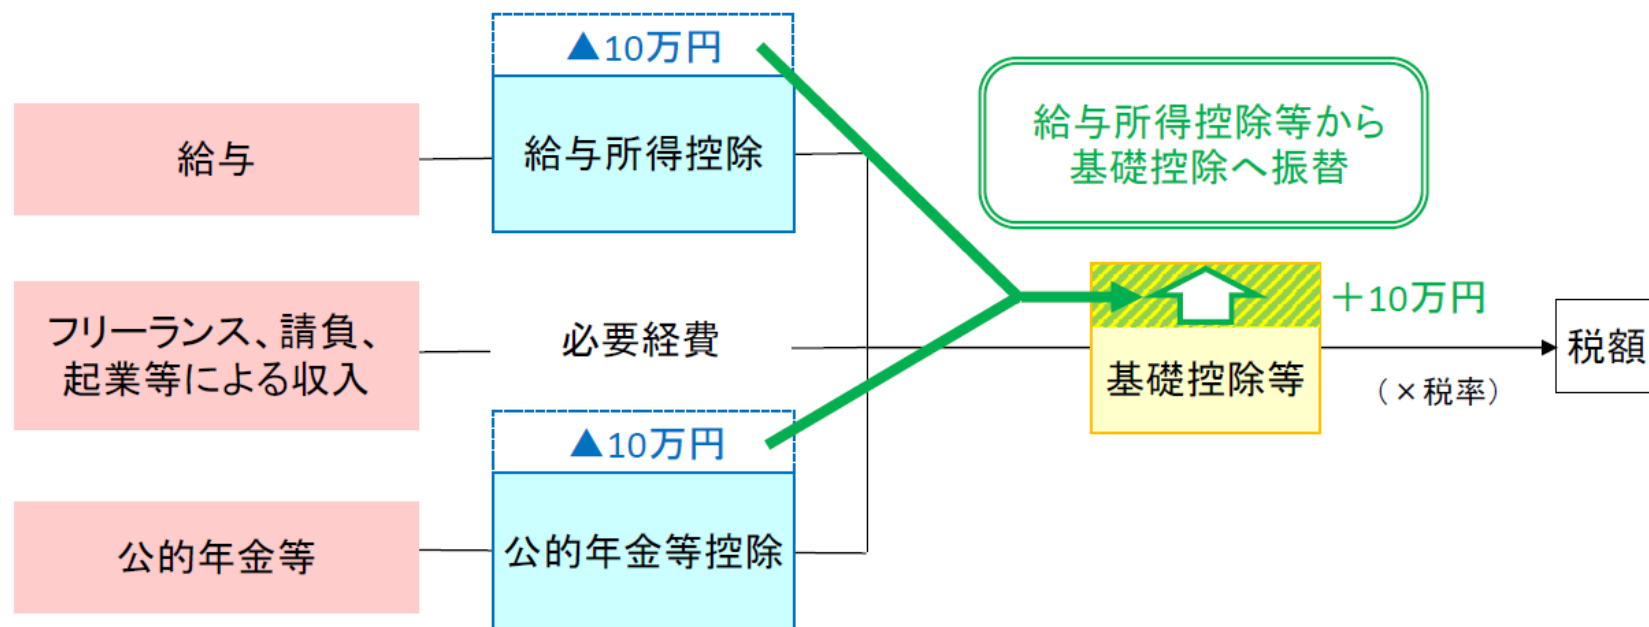 ▲10万円
給与所得控除等から
基礎控除へ振替
給与
給与所得控除
フリーランス、請負、
起業等による収入
必要経費
+10万円
基礎控除等
(×税率)
税額
▲10万円
公的年金等
公的年金等控除